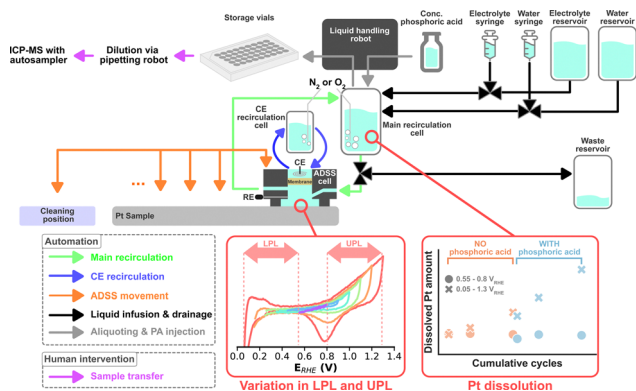 Storage vials
Liquid handling
robot
Conc.
phosphoric acid
Electrolyte
syringe
Water
syringe
Electrolyte
reservoir
Water
reservoir
ICP-MS with
autosampler
Dilution via
pipetting robot
N₂ or O₂
CE
recirculation
cell
Main recirculation
cell
CE
Membrane
ADSS
cell
RE
Waste
reservoir
...
Cleaning
position
Pt Sample
Automation
Main recirculation
CE recirculation
ADSS movement
Liquid infusion & drainage
Aliquoting & PA injection
Human intervention
Sample transfer
LPL
UPL
0.0 0.2 0.4 0.6 0.8 1.0 1.2 1.4
E_RHE (V)
Variation in LPL and UPL
NO
phosphoric acid
WITH
phosphoric acid
0.55 - 0.8 V_RHE
0.05 - 1.3 V_RHE
Dissolved Pt amount
Cumulative cycles
Pt dissolution